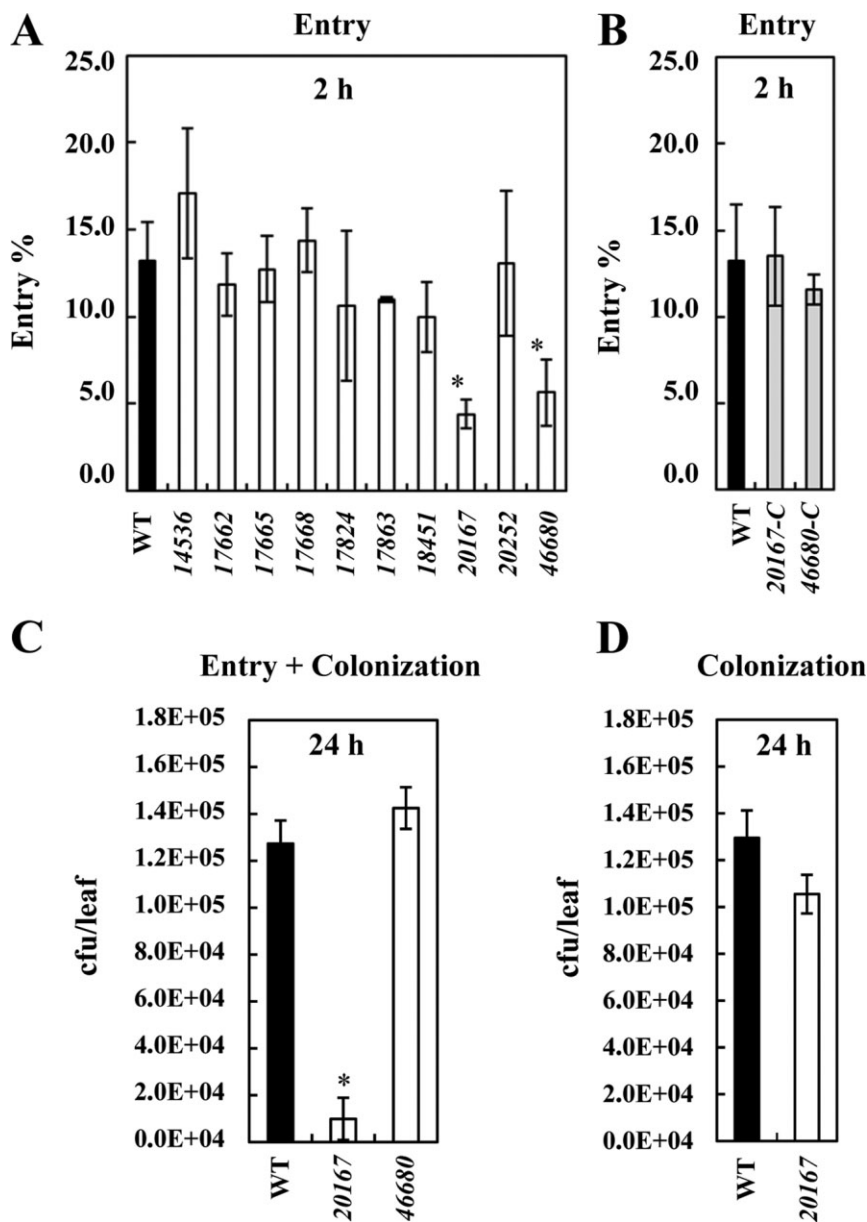 A
Entry
2 h
Entry %
25.0
20.0
15.0
10.0
5.0
0.0
*
*
WT
14536
17662
17665
17668
17824
17863
18451
20167
20252
46680
B
Entry
2 h
Entry %
25.0
20.0
15.0
10.0
5.0
0.0
WT
20167-C
46680-C
C
Entry + Colonization
24 h
cfu/leaf
1.8E+05
1.6E+05
1.4E+05
1.2E+05
1.0E+05
8.0E+04
6.0E+04
4.0E+04
2.0E+04
0.0E+04
*
WT
20167
46680
D
Colonization
24 h
cfu/leaf
1.8E+05
1.6E+05
1.4E+05
1.2E+05
1.0E+05
8.0E+04
6.0E+04
4.0E+04
2.0E+04
0.0E+04
WT
20167